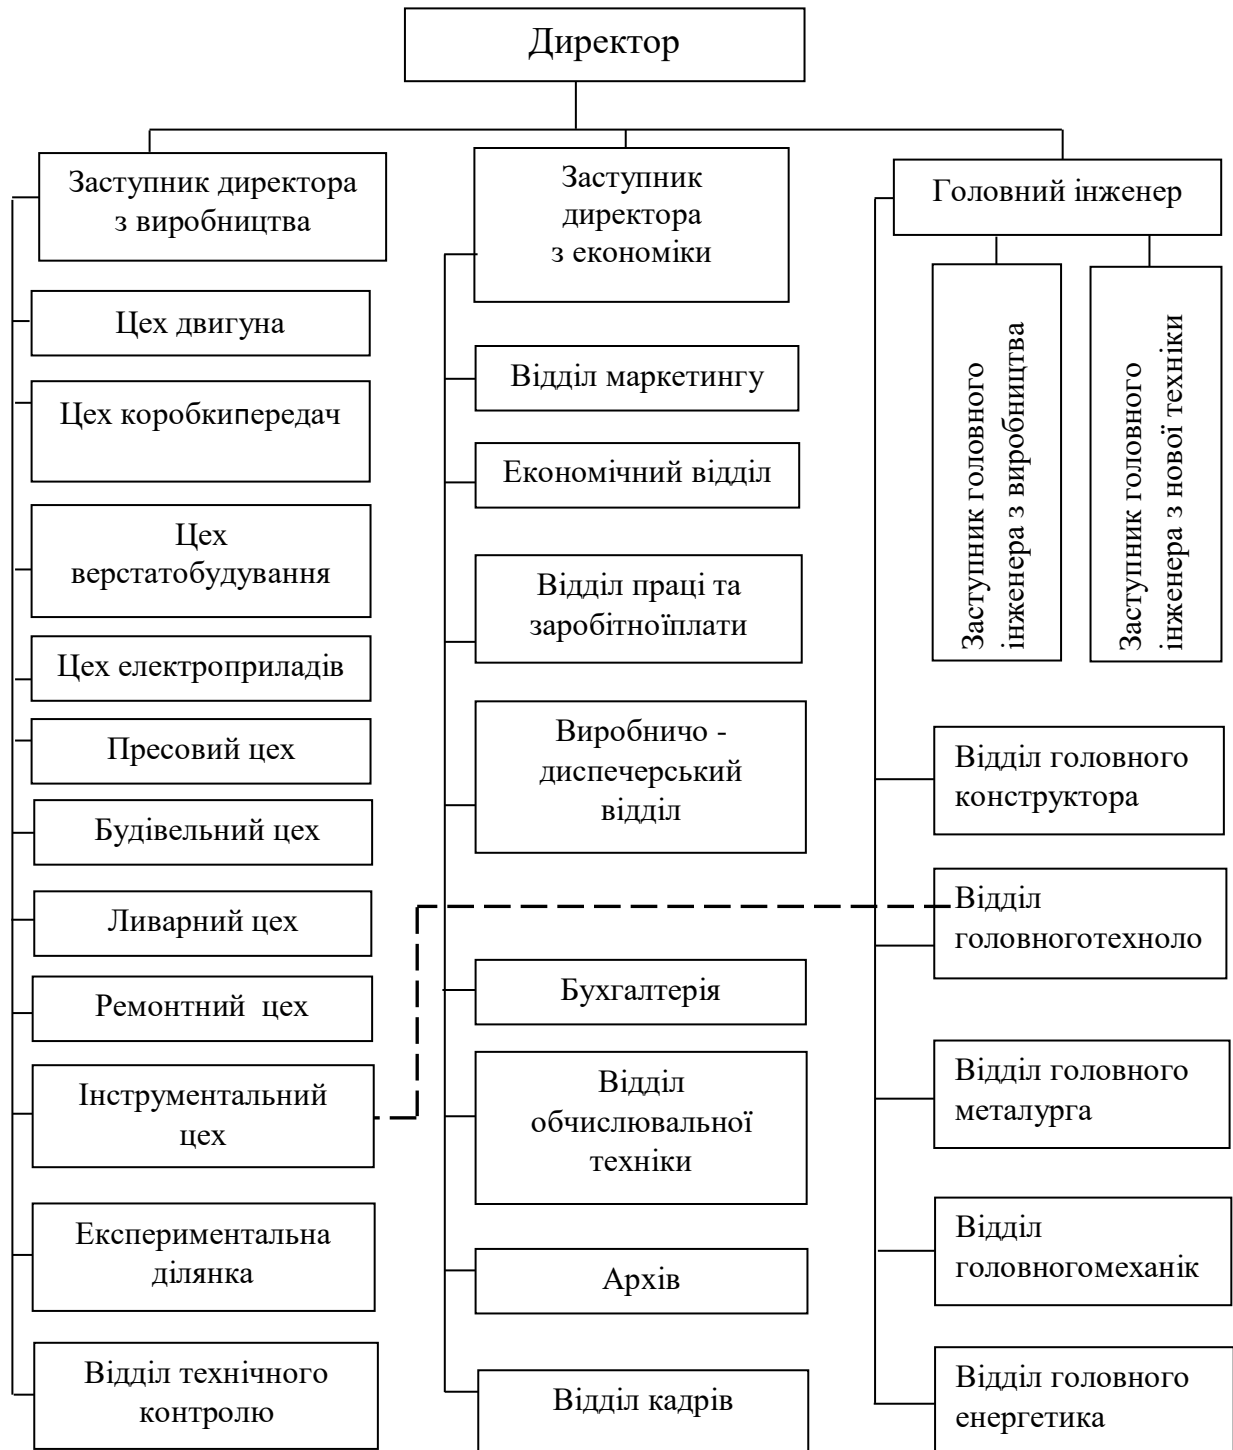 Директор
Заступник директора
з виробництва
Цех двигуна
Цех коробкипередач
Цех
верстатобудування
Цех електроприладів
Пресовий цех
Будівельний цех
Ливарний цех
Ремонтний цех
Інструментальний
цех
Експериментальна
ділянка
Відділ технічного
контролю
Заступник
директора
з економіки
Відділ маркетингу
Економічний відділ
Відділ праці та
заробітноїплати
Виробничо -
диспечерський
відділ
Бухгалтерія
Відділ
обчислювальної
техніки
Архів
Відділ кадрів
Головний інженер
Заступник головного
інженера з виробництва
Заступник головного
інженера з нової техніки
Відділ головного
конструктора
Відділ
головноготехноло
Відділ головного
металурга
Відділ
головногомеханік
Відділ головного
енергетика